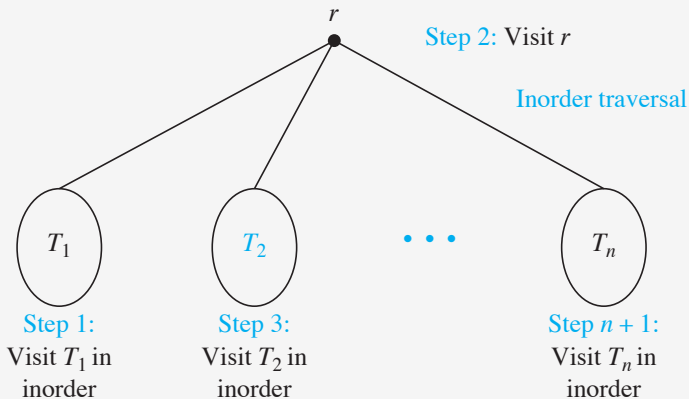 r
Step 2: Visit r
Inorder traversal
T₁
T₂
• • •
Tₙ
Step 1:
Visit T₁ in
inorder
Step 3:
Visit T₂ in
inorder
Step n + 1:
Visit Tₙ in
inorder